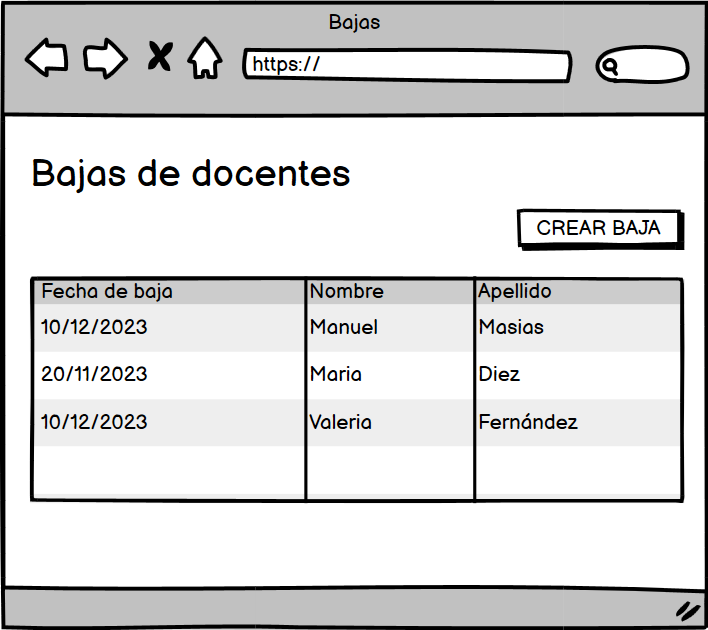 Bajas
https://
Bajas de docentes
CREAR BAJA
Fecha de baja Nombre Apellido
10/12/2023 Manuel Masias
20/11/2023 Maria Diez
10/12/2023 Valeria Fernández